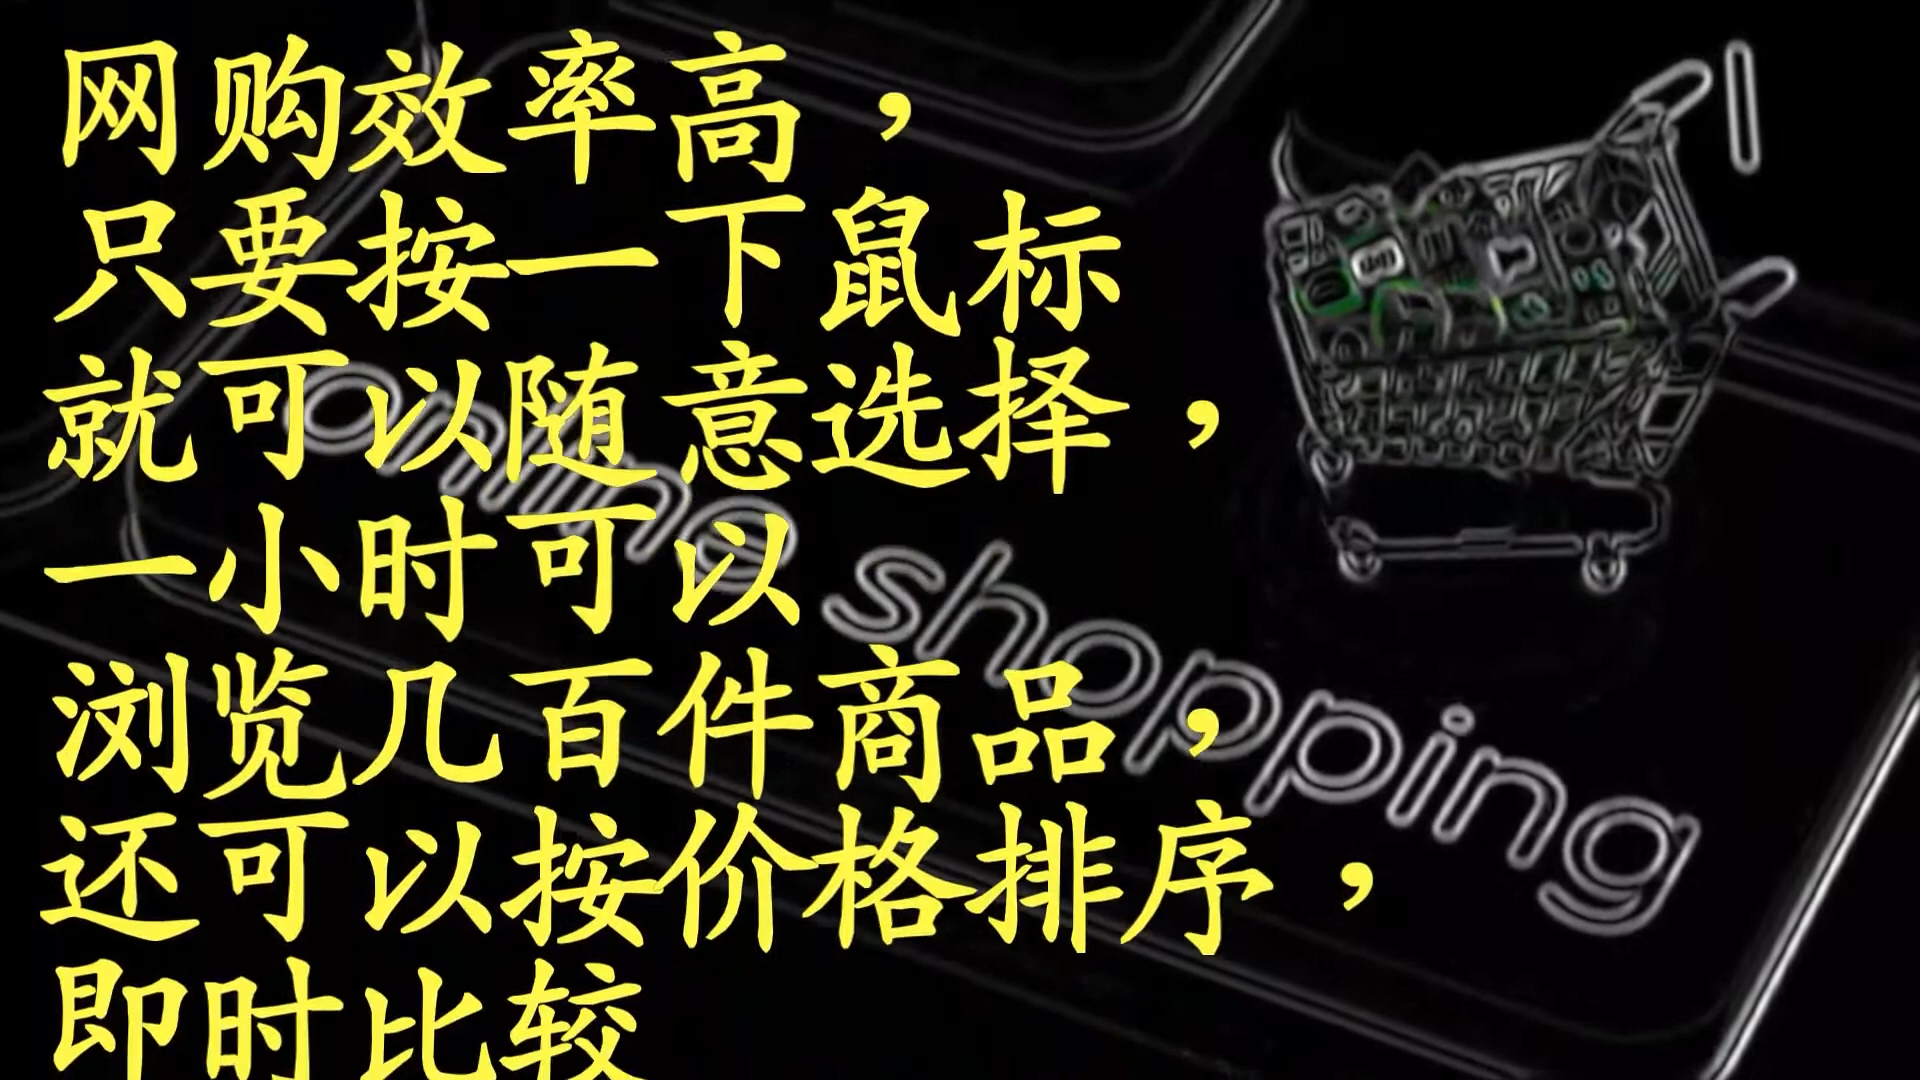 网购效率高，
只要按一下鼠标
就可以随意选择，
一小时可以
浏览几百件商品，
还可以按价格排序，
即时比较
online shopping